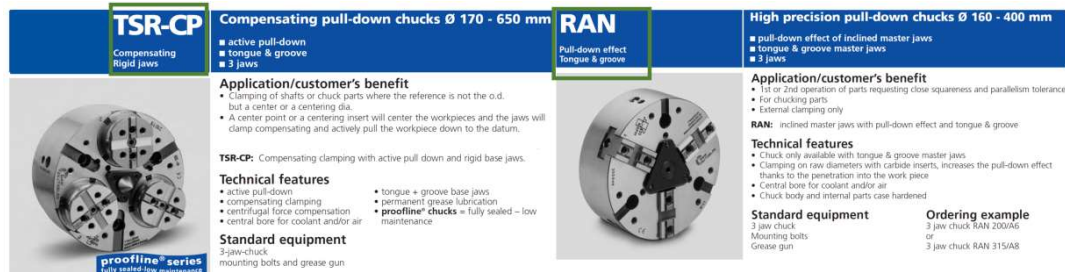 TSR-CP
Compensating
Rigid jaws
Compensating pull-down chucks Ø 170 - 650 mm
■ active pull-down
■ tongue & groove
■ 3 jaws
Application/customer's benefit
• Clamping of shafts or chuck parts where the reference is not the o.d.
but a center or a centering dia.
• A center point or a centering insert will center the workpieces and the jaws will
clamp compensating and actively pull the workpiece down to the datum.
TSR-CP: Compensating clamping with active pull down and rigid base jaws.
Technical features
• active pull-down
• compensating clamping
• centrifugal force compensation
• central bore for coolant and/or air
• tongue + groove base jaws
• permanent grease lubrication
• proofline® chucks = fully sealed – low
maintenance
Standard equipment
3-jaw-chuck
mounting bolts and grease gun
proofline® series
fully sealed-low maintenance
RAN
Pull-down effect
Tongue & groove
High precision pull-down chucks Ø 160 - 400 mm
■ pull-down effect of inclined master jaws
■ tongue & groove master jaws
■ 3 jaws
Application/customer's benefit
• 1st or 2nd operation of parts requesting close squareness and parallelism tolerance
• For chucking parts
• External clamping only
RAN: inclined master jaws with pull-down effect and tongue & groove
Technical features
• Chuck only available with tongue & groove master jaws
• Clamping on raw diameters with carbide inserts, increases the pull-down effect
thanks to the penetration into the work piece
• Central bore for coolant and/or air
• Chuck body and internal parts case hardened
Standard equipment
3 jaw chuck
Mounting bolts
Grease gun
Ordering example
3 jaw chuck RAN 200/A6
or
3 jaw chuck RAN 315/A8